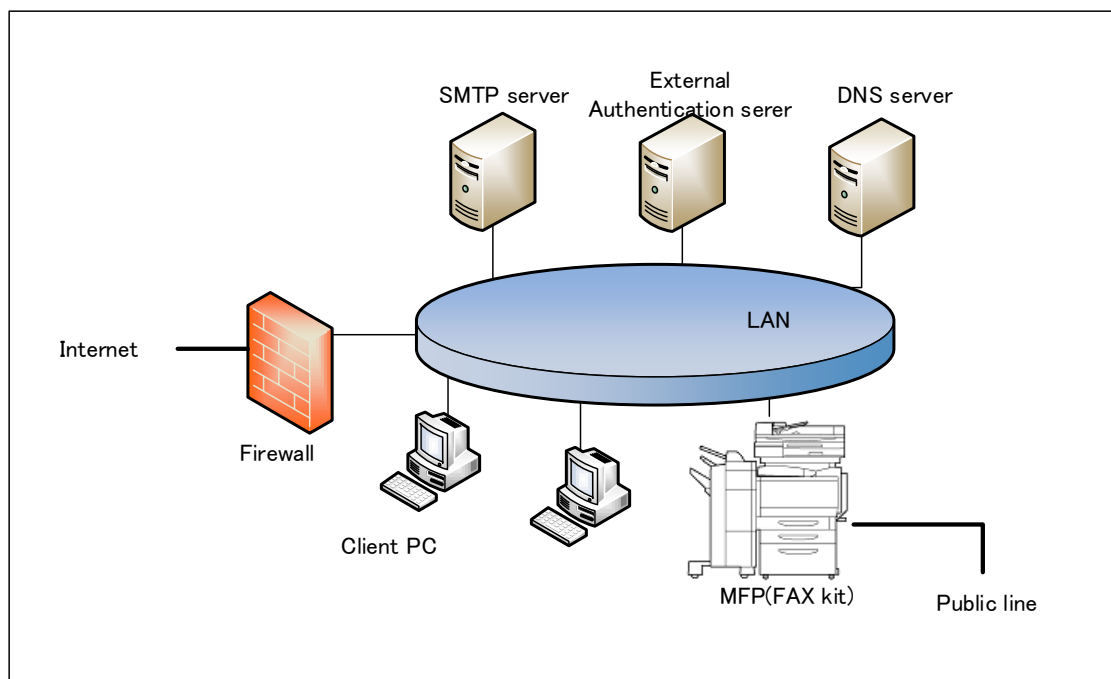 SMTP server
External
Authentication serer
DNS server
LAN
Internet
Firewall
Client PC
MFP(FAX kit)
Public line